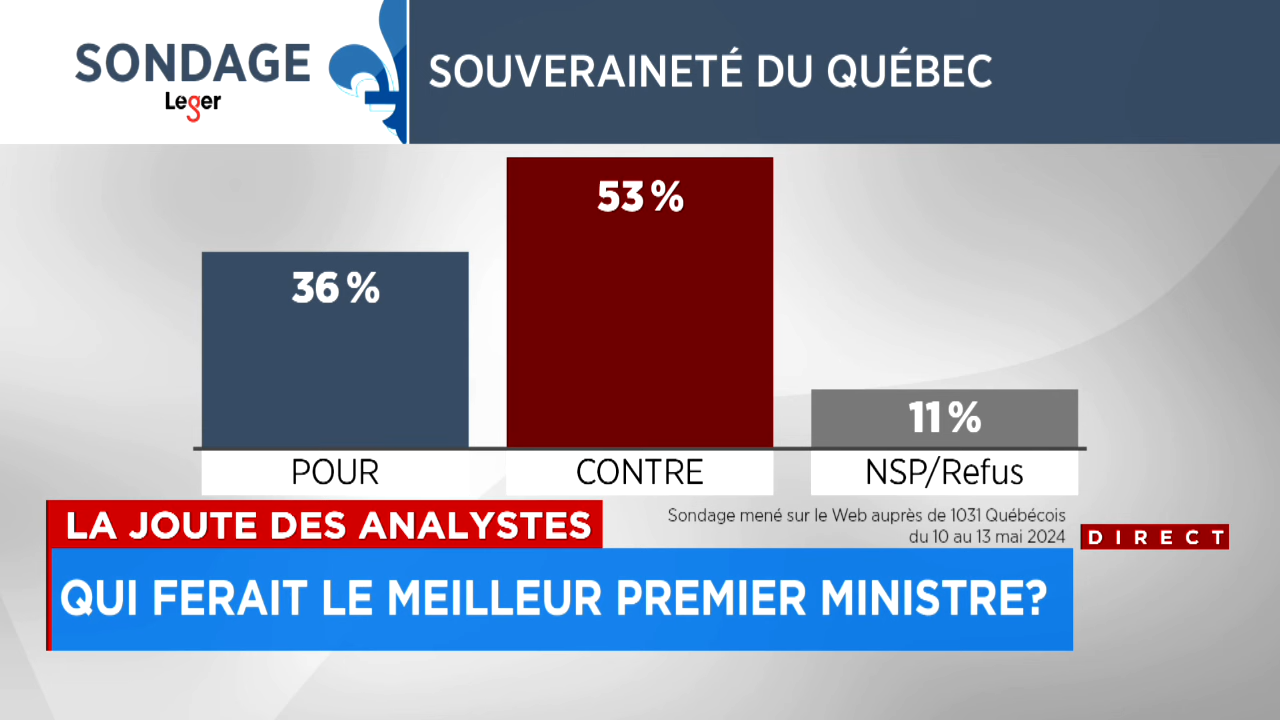 SONDAGE
Leger
SOUVERAINETÉ DU QUÉBEC
36 %
53 %
11 %
POUR
CONTRE
NSP/Refus
Sondage mené sur le Web auprès de 1031 Québécois
du 10 au 13 mai 2024
LA JOUTE DES ANALYSTES
DIRECT
QUI FERAIT LE MEILLEUR PREMIER MINISTRE?